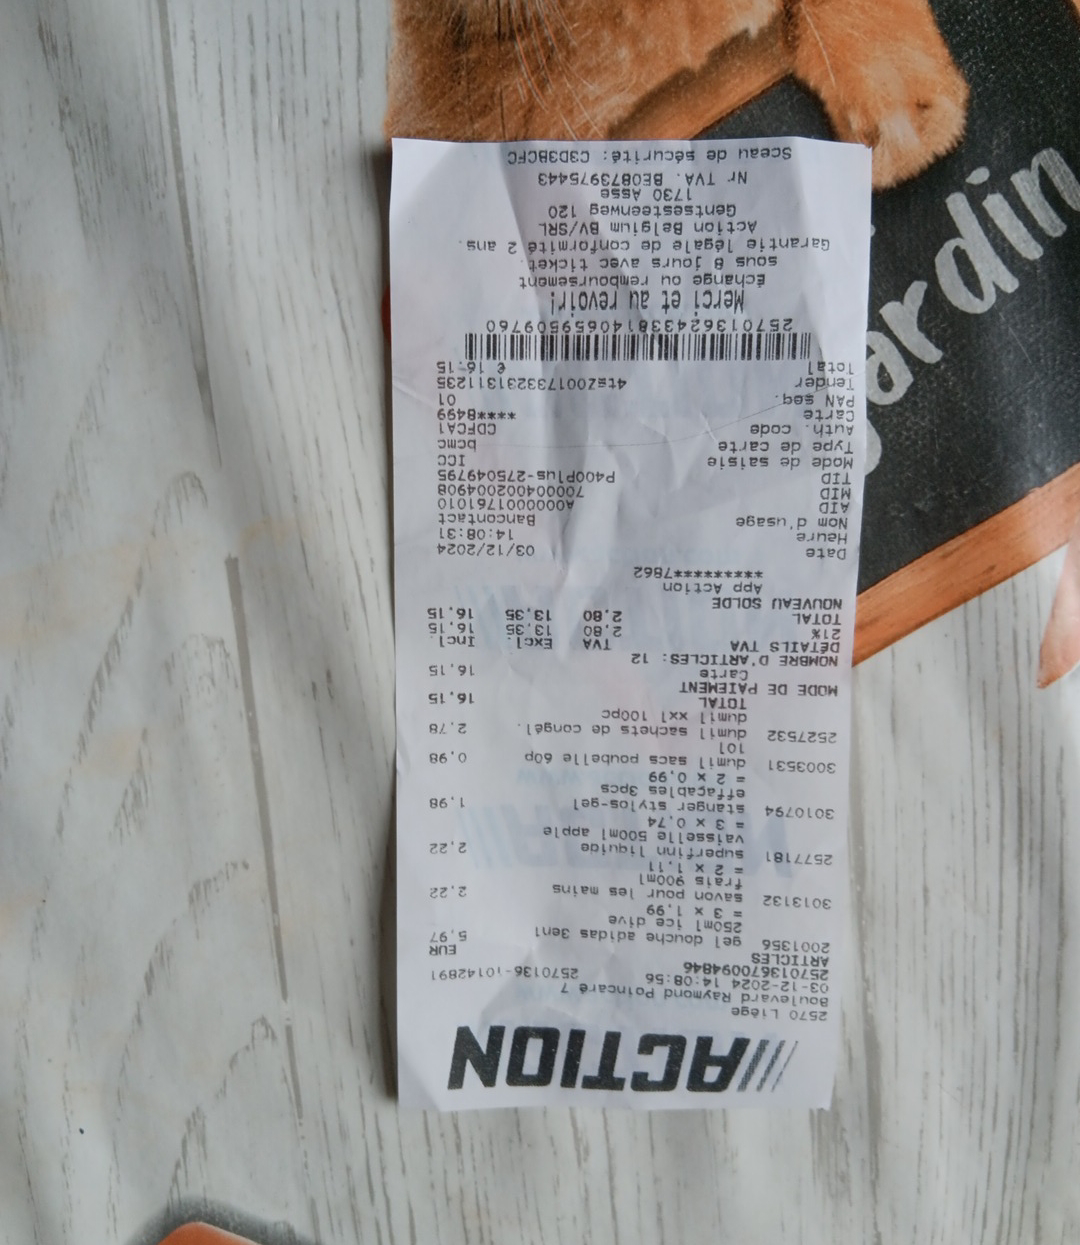 ACTION
2570 Liège
Boulevard Raymond Poincaré 7
03-12-2024 14:08:56 2570136-10142891
257013670094846
ARTICLES EUR
2001356 gel douche adidas 3en1 5,97
250ml ice dive
= 3 x 1,99
3013132 savon pour les mains 2,22
frais 900ml
= 2 x 1,11
2577181 superfinn liquide 2,22
vaisselle 500ml apple
= 3 x 0,74
3010794 stanger stylos-gel 1,98
effaçables 3pcs
= 2 x 0,99
3003531 dumil sacs poubelle 60p 0,98
10l
2527532 dumil sachets de congél. 2,78
dumil xxl 100pc
TOTAL 16,15
MODE DE PAIEMENT
Carte 16,15
NOMBRE D'ARTICLES: 12
DÉTAILS TVA TVA Excl. Incl.
21% 2,80 13,35 16,15
TOTAL 2,80 13,35 16,15
NOUVEAU SOLDE
App Action
**********7862
Date 03/12/2024
Heure 14:08:31
Nom d'usage Bancontact
AID A0000001761010
MID 700004002004908
TID P400Plus-275049795
Mode de saisie ICC
Type de carte bcmc
Auth. code CDFCA1
Carte *****8499
PAN seq. 01
Tender 4tsZ001733231311235
Total € 16.15
2570136243381406595509760
Merci et au revoir!
Échange ou remboursement
sous 8 jours avec ticket.
Garantie légale de conformité 2 ans.
Action Belgium BV/SRL
Gentsesteenweg 120
1730 Asse
Nr TVA. BE0873975443
Sceau de sécurité: C3D3BCFC
jardin